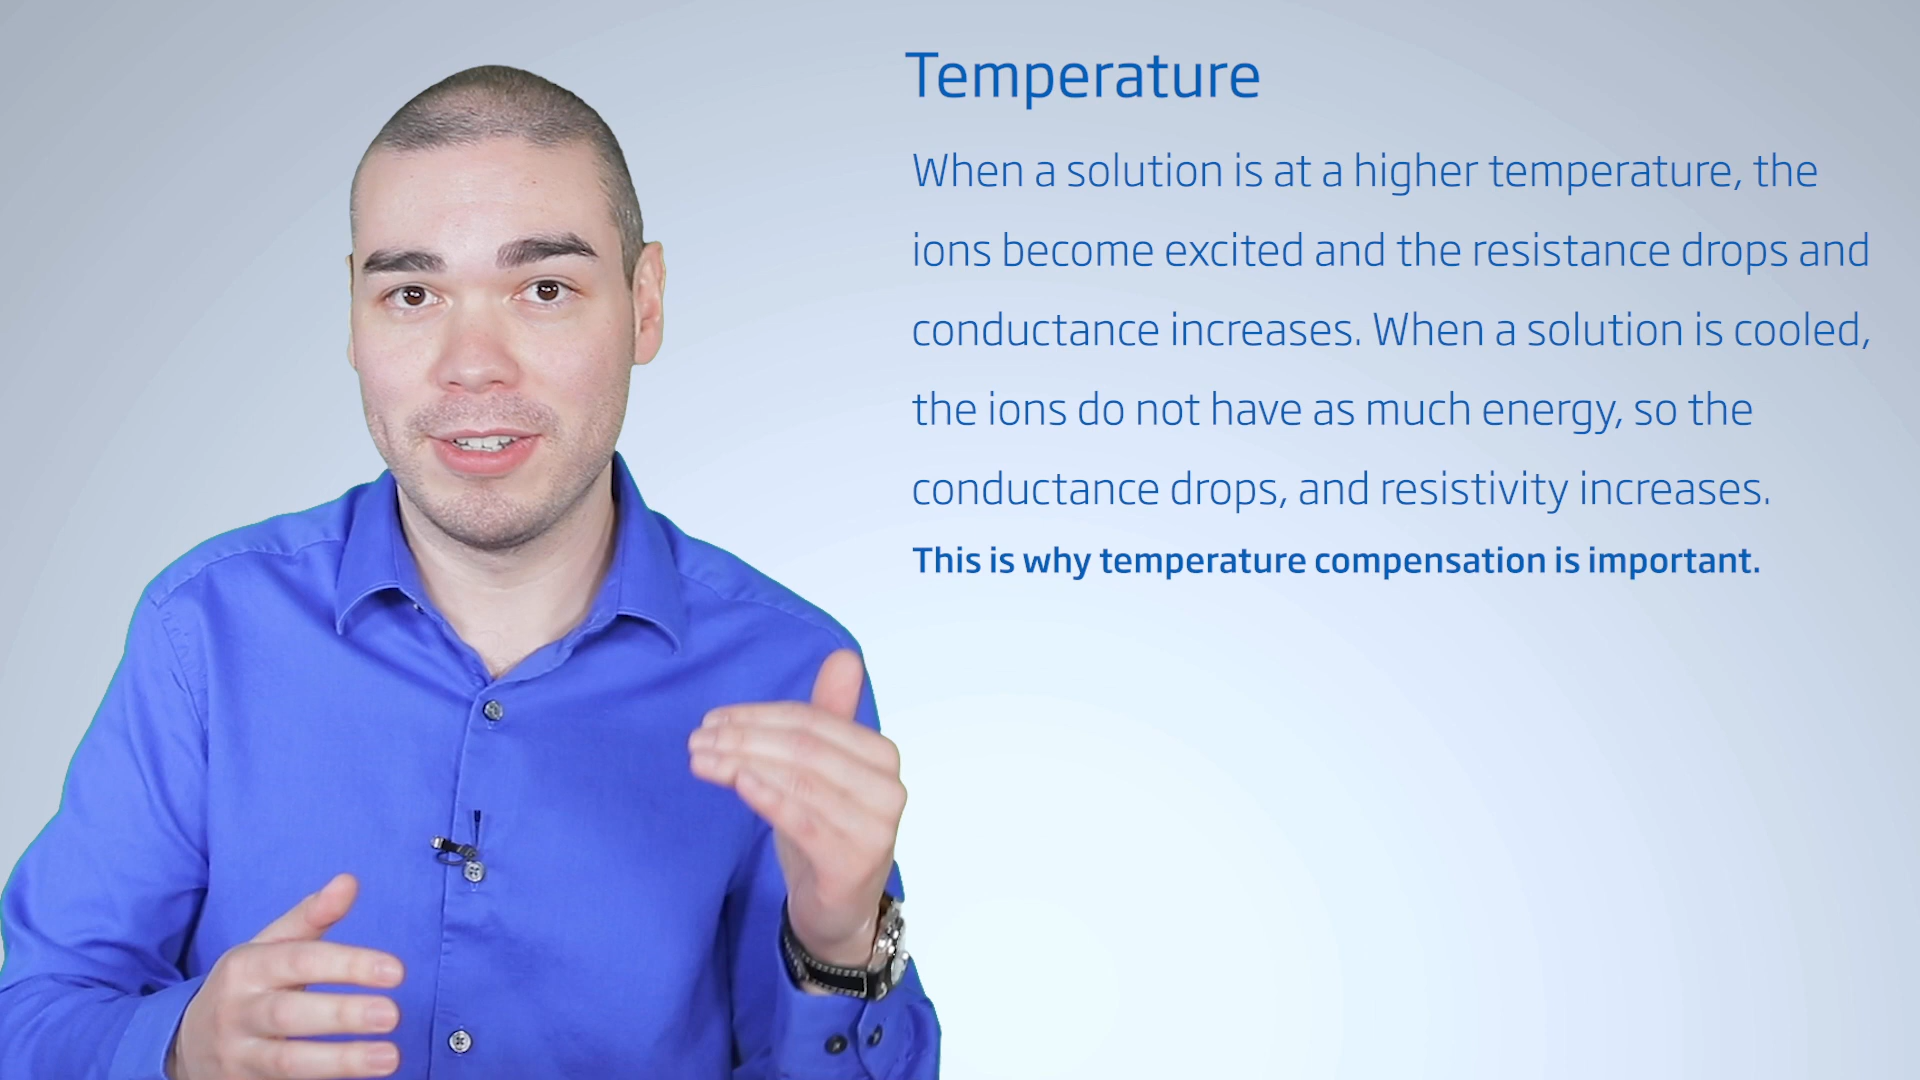 Temperature
When a solution is at a higher temperature, the
ions become excited and the resistance drops and
conductance increases. When a solution is cooled,
the ions do not have as much energy, so the
conductance drops, and resistivity increases.
This is why temperature compensation is important.